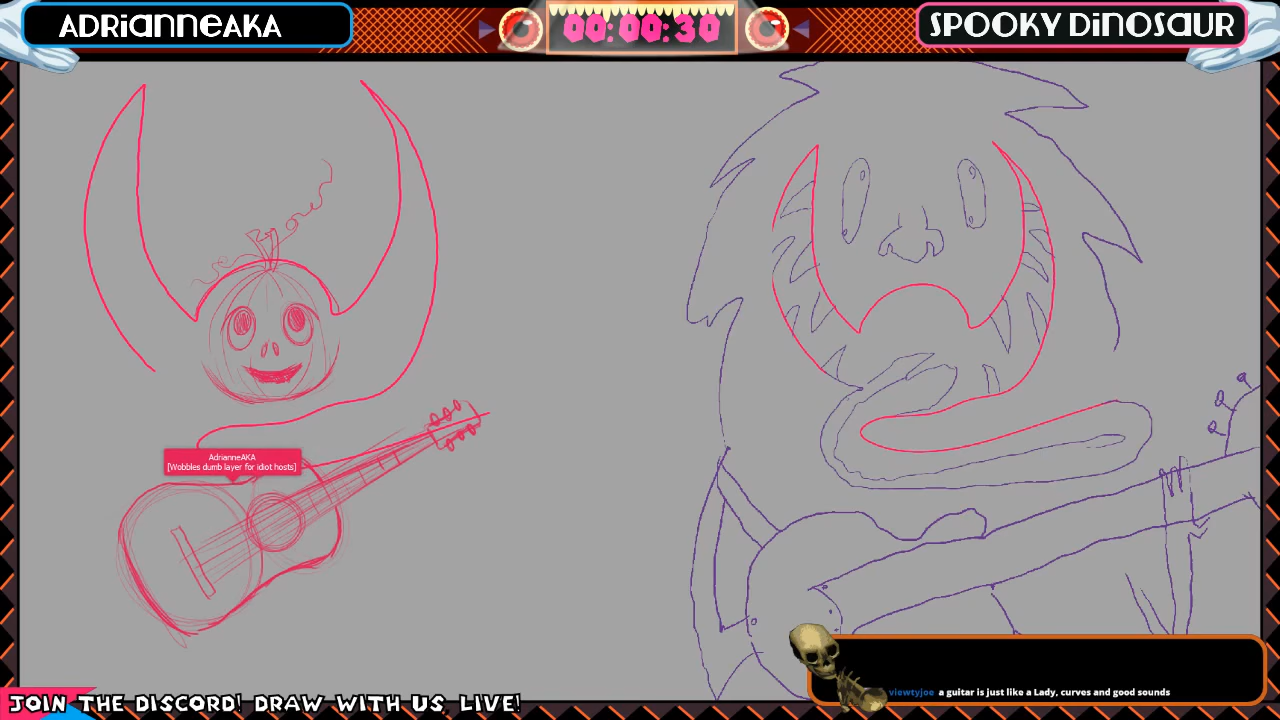 ADRIANNEAKA
00:00:30
SPOOKY DINOSAUR
AdrianneAKA
[Wobbles dumb layer for idiot hosts]
viewtyjoe a guitar is just like a Lady, curves and good sounds
JOIN THE DISCORD! DRAW WITH US, LIVE!